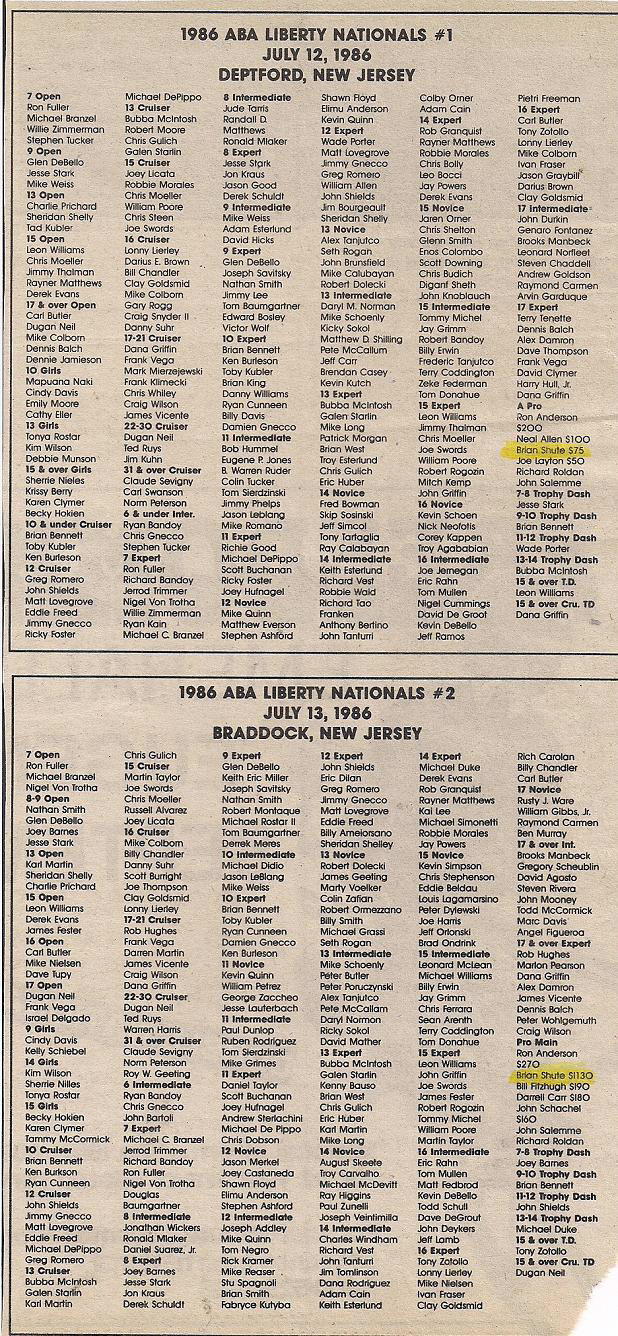 1986 ABA LIBERTY NATIONALS #1
JULY 12, 1986
DEPTFORD, NEW JERSEY
7 Open
Ron Fuller
Michael Branzel
Willie Zimmerman
Stephen Tucker
9 Open
Glen DeBello
Jesse Stark
Mike Weiss
13 Open
Charlie Prichard
Sheridan Shelly
Tad Kubler
15 Open
Leon Williams
Chris Moeller
Jimmy Thalman
Rayner Matthews
Derek Evans
17 & over Open
Carl Butler
Dugan Neil
Mike Colborn
Dennis Balch
Dennie Jamieson
10 Girls
Mapuana Naki
Cindy Davis
Emily Moore
Cathy Eller
13 Girls
Tonya Rostar
Kim Wilson
Debbie Munson
15 & over Girls
Sherrie Nieles
Krissy Berry
Karen Clymer
Becky Hokien
10 & under Cruiser
Brian Bennett
Toby Kubler
Ken Burleson
12 Cruiser
Greg Romero
John Shields
Matt Lovegrove
Eddie Freed
Jimmy Gnecco
Ricky Foster
Michael DePippo
13 Cruiser
Bubba McIntosh
Robert Moore
Chris Gulich
Galen Starlin
15 Cruiser
Joey Licata
Robbie Morales
Chris Moeller
William Poore
Chris Steen
Joe Swords
16 Cruiser
Lonny Lierley
Darius E. Brown
Bill Chandler
Clay Goldsmid
Mike Colborn
Gary Rogg
Craig Snyder II
Danny Suhr
17-21 Cruiser
Dana Griffin
Frank Vega
Mark Mierzejewski
Frank Klimecki
Chris Whiley
Craig Wilson
James Vicente
22-30 Cruiser
Dugan Neil
Ted Ruys
Jim Kuhn
31 & over Cruiser
Claude Sevigny
Carl Swanson
Norm Peterson
6 & under Inter.
Ryan Bandoy
Chris Gnecco
Stephen Tucker
7 Expert
Ron Fuller
Richard Bandoy
Jerrod Trimmer
Nigel Von Trotha
Willie Zimmerman
Ryan Kain
Michael C. Branzel
8 Intermediate
Jude Tarris
Randall D.
Matthews
Ronald Mlaker
8 Expert
Jesse Stark
Jon Kraus
Jason Good
Derek Schuldt
9 Intermediate
Mike Weiss
Adam Esterlund
David Hicks
9 Expert
Glen DeBello
Joseph Savitsky
Nathan Smith
Jimmy Lee
Tom Baumgartner
Edward Bosley
Victor Wolf
10 Expert
Brian Bennett
Ken Burleson
Toby Kubler
Brian King
Danny Williams
Ryan Cunneen
Billy Davis
Damien Gnecco
11 Intermediate
Bob Hummel
Eugene P. Jones
B. Warren Ruder
Colin Tucker
Tom Sierdzinski
Jimmy Phelps
Jason Leblang
Mike Romano
11 Expert
Richie Good
Michael DePippo
Scott Buchanan
Ricky Foster
Joey Hufnagel
12 Novice
Mike Quinn
Matthew Everson
Stephen Ashford
Shawn Floyd
Elimu Anderson
Kevin Quinn
12 Expert
Wade Porter
Matt Lovegrove
Jimmy Gnecco
Greg Romero
William Allen
John Shields
Jim Bourgeault
Sheridan Shelly
13 Novice
Alex Tanjutco
Seth Rogan
John Brunsfield
Mike Calubayan
Robert Dolecki
13 Intermediate
Daryl M. Norman
Mike Schoenly
Kicky Sokol
Matthew D. Shilling
Pete McCallum
Jeff Carr
Brendan Casey
Kevin Kutch
13 Expert
Bubba McIntosh
Galen Starlin
Mike Long
Patrick Morgan
Brian West
Troy Esterlund
Chris Gulich
Eric Huber
14 Novice
Fred Bowman
Skip Sosinski
Jeff Simcol
Tony Tartaglia
Ray Calabayan
14 Intermediate
Keith Esterlund
Richard Vest
Robbie Wald
Richard Tao
Franken
Anthony Bertino
John Tanturri
Colby Orner
Adam Cain
14 Expert
Rob Granquist
Rayner Matthews
Robbie Morales
Chris Bolly
Leo Bocci
Jay Powers
Derek Evans
15 Novice
Jaren Orner
Chris Shelton
Glenn Smith
Enos Colombo
Scott Downing
Chris Budich
Diganf Sheth
John Knoblauch
15 Intermediate
Tommy Michel
Jay Grimm
Robert Bandoy
Billy Erwin
Frederic Tanjutco
Terry Coddington
Zeke Federman
Tom Donahue
15 Expert
Leon Williams
Jimmy Thalman
Chris Moeller
Joe Swords
William Poore
Robert Rogozin
Mitch Kemp
John Griffin
16 Novice
Kevin Schoen
Nick Neofotis
Corey Kappen
Troy Agababian
16 Intermediate
Joe Jernegan
Eric Rahn
Tom Mullen
Nigel Cummings
David De Groot
Kevin DeBello
Jeff Ramos
Pietri Freeman
16 Expert
Carl Butler
Tony Zotollo
Lonny Lierley
Mike Colborn
Ivan Fraser
Jason Graybill
Darius Brown
Clay Goldsmid
17 Intermediate
John Durkin
Genaro Fontanez
Brooks Manbeck
Leonard Norfleet
Steven Chaddell
Andrew Goldson
Raymond Carmen
Arvin Garduque
17 Expert
Terry Tenette
Dennis Balch
Alex Damron
Dave Thompson
Frank Vega
David Clymer
Harry Hull, Jr.
Dana Griffin
A Pro
Ron Anderson
$200
Neal Allen $100
Brian Shute $75
Joe Layton $50
Richard Roldan
John Salemme
7-8 Trophy Dash
Jesse Stark
9-10 Trophy Dash
Brian Bennett
11-12 Trophy Dash
Wade Porter
13-14 Trophy Dash
Bubba McIntosh
15 & over T.D.
Leon Williams
15 & over Cru. TD
Dana Griffin
1986 ABA LIBERTY NATIONALS #2
JULY 13, 1986
BRADDOCK, NEW JERSEY
7 Open
Ron Fuller
Michael Branzel
Nigel Von Trotha
8-9 Open
Nathan Smith
Glen DeBello
Joey Barnes
Jesse Stark
13 Open
Karl Martin
Sheridan Shelly
Charlie Prichard
15 Open
Leon Williams
Derek Evans
James Fester
16 Open
Carl Butler
Mike Nielsen
Dave Tupy
17 Open
Dugan Neil
Frank Vega
Israel Delgado
9 Girls
Cindy Davis
Kelly Schiebel
14 Girls
Kim Wilson
Sherrie Nilles
Tonya Rostar
15 Girls
Becky Hokien
Karen Clymer
Tammy McCormick
10 Cruiser
Brian Bennett
Ken Burkson
Ryan Cunneen
12 Cruiser
John Shields
Jimmy Gnecco
Matt Lovegrove
Eddie Freed
Michael DePippo
Greg Romero
13 Cruiser
Bubba McIntosh
Galen Starlin
Karl Martin
Chris Gulich
15 Cruiser
Martin Taylor
Joe Swords
Chris Moeller
Russell Alvarez
Joey Licata
16 Cruiser
Mike Colborn
Billy Chandler
Danny Suhr
Scott Burright
Joe Thompson
Clay Goldsmid
Lonny Lierley
17-21 Cruiser
Rob Hughes
Frank Vega
Darren Martin
James Vicente
Craig Wilson
Dana Griffin
22-30 Cruiser
Dugan Neil
Ted Ruys
Warren Harris
31 & over Cruiser
Claude Sevigny
Norm Peterson
Roy W. Geeting
6 Intermediate
Ryan Bandoy
Chris Gnecco
John Bartoli
7 Expert
Michael C. Branzel
Jerrod Trimmer
Richard Bandoy
Ron Fuller
Nigel Von Trotha
Douglas
Baumgartner
8 Intermediate
Jonathan Wickers
Ronald Mlaker
Daniel Suarez, Jr.
8 Expert
Joey Barnes
Jesse Stark
Jon Kraus
Derek Schuldt
9 Expert
Glen DeBello
Keith Eric Miller
Joseph Savitsky
Nathan Smith
Robert Montaque
Michael Rostar II
Tom Baumgartner
Derek Meres
10 Intermediate
Michael Didio
Jason LeBlang
Mike Weiss
10 Expert
Brian Bennett
Toby Kubler
Ryan Cunneen
Damien Gnecco
Ken Burleson
11 Novice
Kevin Quinn
William Petrez
George Zaccheo
Jesse Lauterbach
11 Intermediate
Paul Dunlop
Ruben Rodriguez
Tom Sierdzinski
Mike Grimes
11 Expert
Daniel Taylor
Scott Buchanan
Joey Hufnagel
Andrew Sterlachini
Michael De Pippo
Chris Dobson
12 Novice
Jason Merkel
Joey Castaneda
Shawn Floyd
Elimu Anderson
Stephen Ashford
12 Intermediate
Joseph Addley
Mike Quinn
Tom Negro
Rick Kramer
Mike Reaser
Stu Spagnoli
Brian Smith
Fabryce Kutyba
12 Expert
John Shields
Eric Dilan
Greg Romero
Jimmy Gnecco
Matt Lovegrove
Eddie Freed
Billy Ameiorsano
Sheridan Shelley
13 Novice
Robert Dolecki
James Geeting
Marty Voelker
Colin Zafian
Robert Ormezzano
Billy Smith
Michael Grassi
Seth Rogan
13 Intermediate
Mike Schoenly
Peter Butler
Peter Poruczynski
Alex Tanjutco
Pete McCallum
Daryl Normon
Ricky Sokol
David Mather
13 Expert
Bubba McIntosh
Galen Starlin
Kenny Bauso
Brian West
Chris Gulich
Eric Huber
Karl Martin
Mike Long
14 Novice
August Skeete
Troy Carvalho
Michael McDevitt
Ray Higgins
Paul Zunelli
Joseph Veintimilla
14 Intermediate
Charles Windham
Richard Vest
John Tanturri
Jim Tomlinson
Dana Rodriguez
Adam Cain
Keith Esterlund
14 Expert
Michael Duke
Derek Evans
Rob Granquist
Rayner Matthews
Kai Lee
Michael Simonetti
Robbie Morales
Jay Powers
15 Novice
Kevin Simpson
Chris Stephenson
Eddie Beldau
Louis Lagamarsino
Peter Dylewski
Joe Harris
Jeff Orlonski
Brad Ondrink
15 Intermediate
Leonard McLean
Michael Williams
Billy Erwin
Jay Grimm
Chris Ferrara
Sean Arenth
Terry Coddington
Tom Donahue
15 Expert
Leon Williams
John Griffin
Joe Swords
James Fester
Robert Rogozin
Tommy Michel
William Poore
Martin Taylor
16 Intermediate
Eric Rahn
Tom Mullen
Matt Fedbrod
Kevin DeBello
Todd Schull
Dave DeGrout
John Deykers
Jeff Lamb
16 Expert
Tony Zotollo
Lonny Lierley
Mike Nielsen
Ivan Fraser
Clay Goldsmid
Rich Carolan
Billy Chandler
Carl Butler
17 Novice
Rusty J. Ware
William Gibbs, Jr.
Raymond Carmen
Ben Murray
17 & over Int.
Brooks Manbeck
Gregory Scheublin
David Agosto
Steven Rivera
John Mooney
Todd McCormick
Marc Davis
Angel Figueroa
17 & over Expert
Rob Hughes
Marlon Pearson
Dana Griffin
Alex Damron
James Vicente
Dennis Balch
Peter Wohlgemuth
Craig Wilson
Pro Main
Ron Anderson
$270
Brian Shute $1130
Bill Fitzhugh $190
Darrell Carr $180
John Schachel
$160
John Salemme
Richard Roldan
7-8 Trophy Dash
Joey Barnes
9-10 Trophy Dash
Brian Bennett
11-12 Trophy Dash
John Shields
13-14 Trophy Dash
Michael Duke
15 & over T.D.
Tony Zotollo
15 & over Cru. TD
Dugan Neil